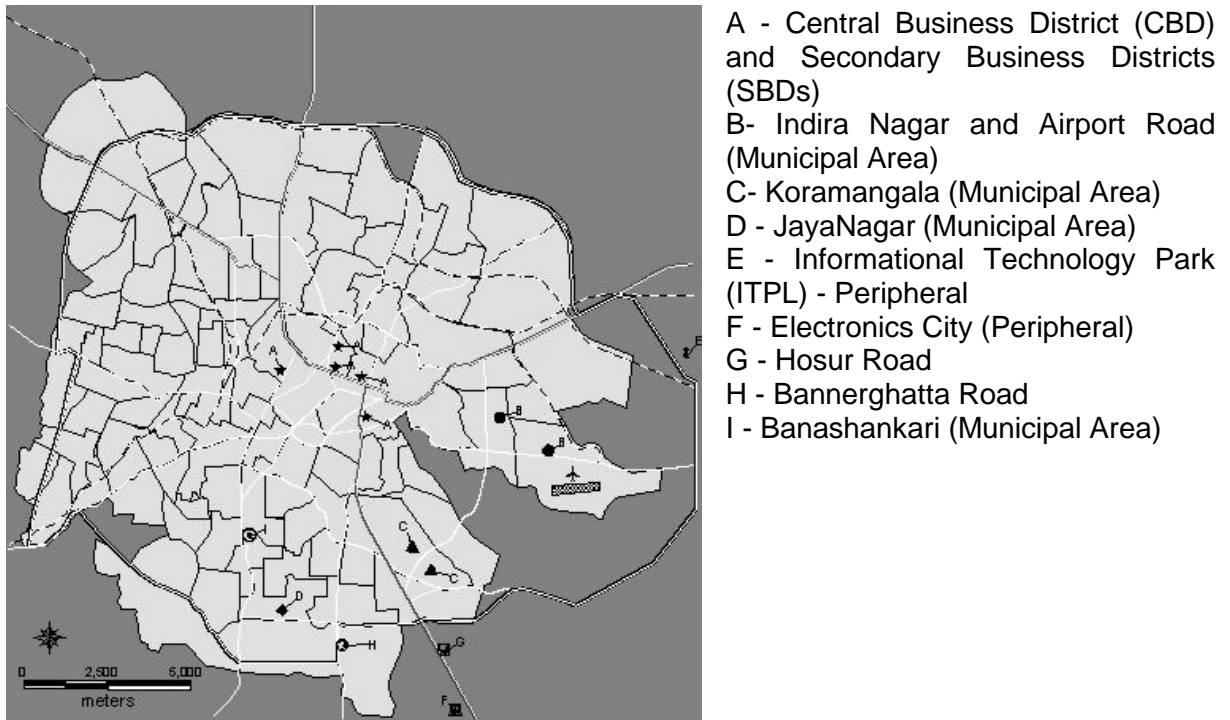 A - Central Business District (CBD)
and Secondary Business Districts
(SBDs)
B- Indira Nagar and Airport Road
(Municipal Area)
C- Koramangala (Municipal Area)
D - JayaNagar (Municipal Area)
E - Informational Technology Park
(ITPL) - Peripheral
F - Electronics City (Peripheral)
G - Hosur Road
H - Bannerghatta Road
I - Banashankari (Municipal Area)
E
A
A
A
A
A
B
B
I
C
C
D
H
G
F
0 2,500 5,000
meters